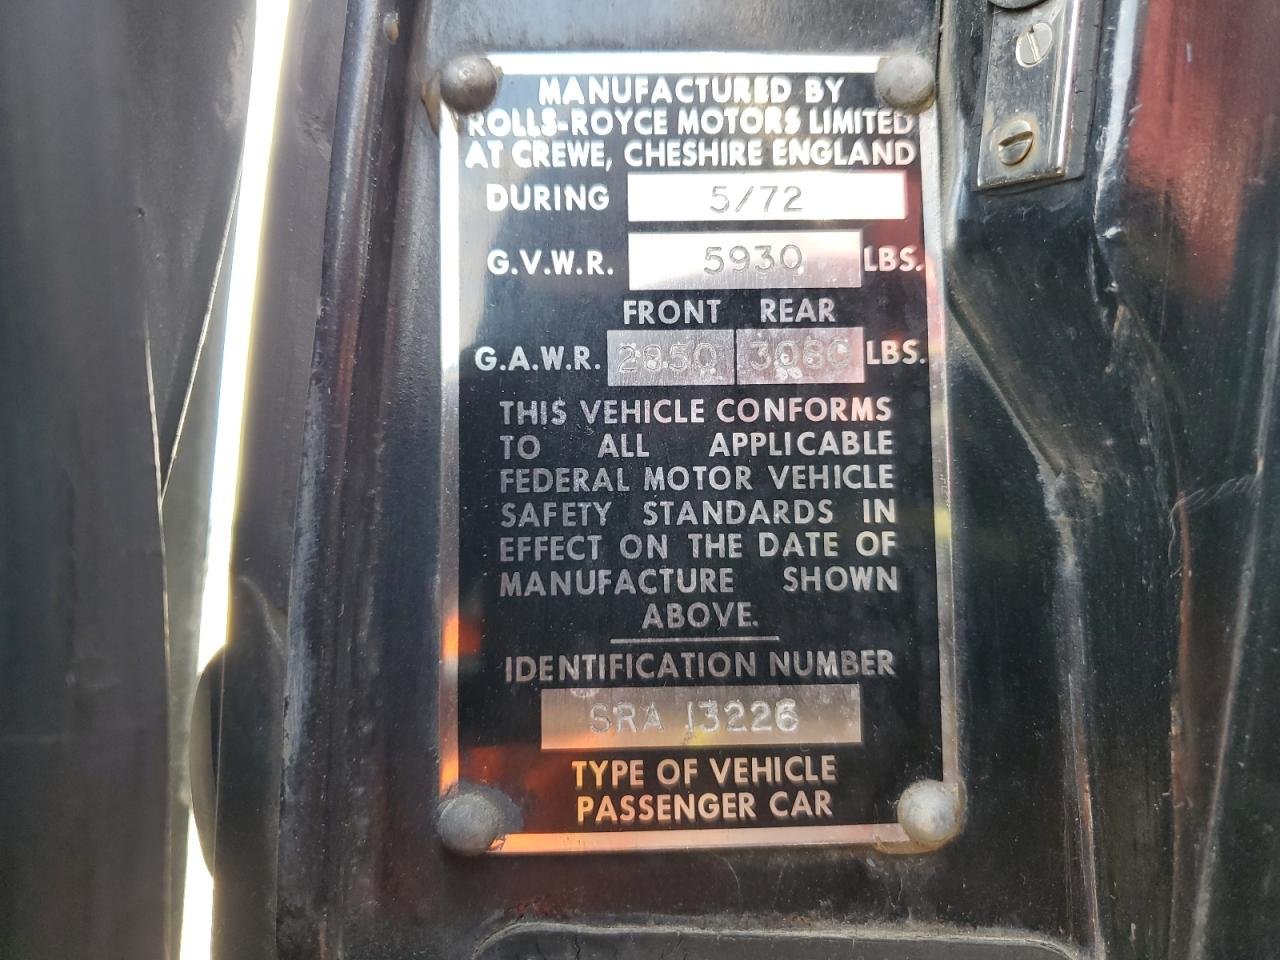 MANUFACTURED BY
ROLLS-ROYCE MOTORS LIMITED
AT CREWE, CHESHIRE ENGLAND
DURING 5/72
G.V.W.R. 5930 LBS.
FRONT REAR
G.A.W.R. 2850 3080 LBS.
THIS VEHICLE CONFORMS
TO ALL APPLICABLE
FEDERAL MOTOR VEHICLE
SAFETY STANDARDS IN
EFFECT ON THE DATE OF
MANUFACTURE SHOWN
ABOVE.
IDENTIFICATION NUMBER
SRA 13226
TYPE OF VEHICLE
PASSENGER CAR